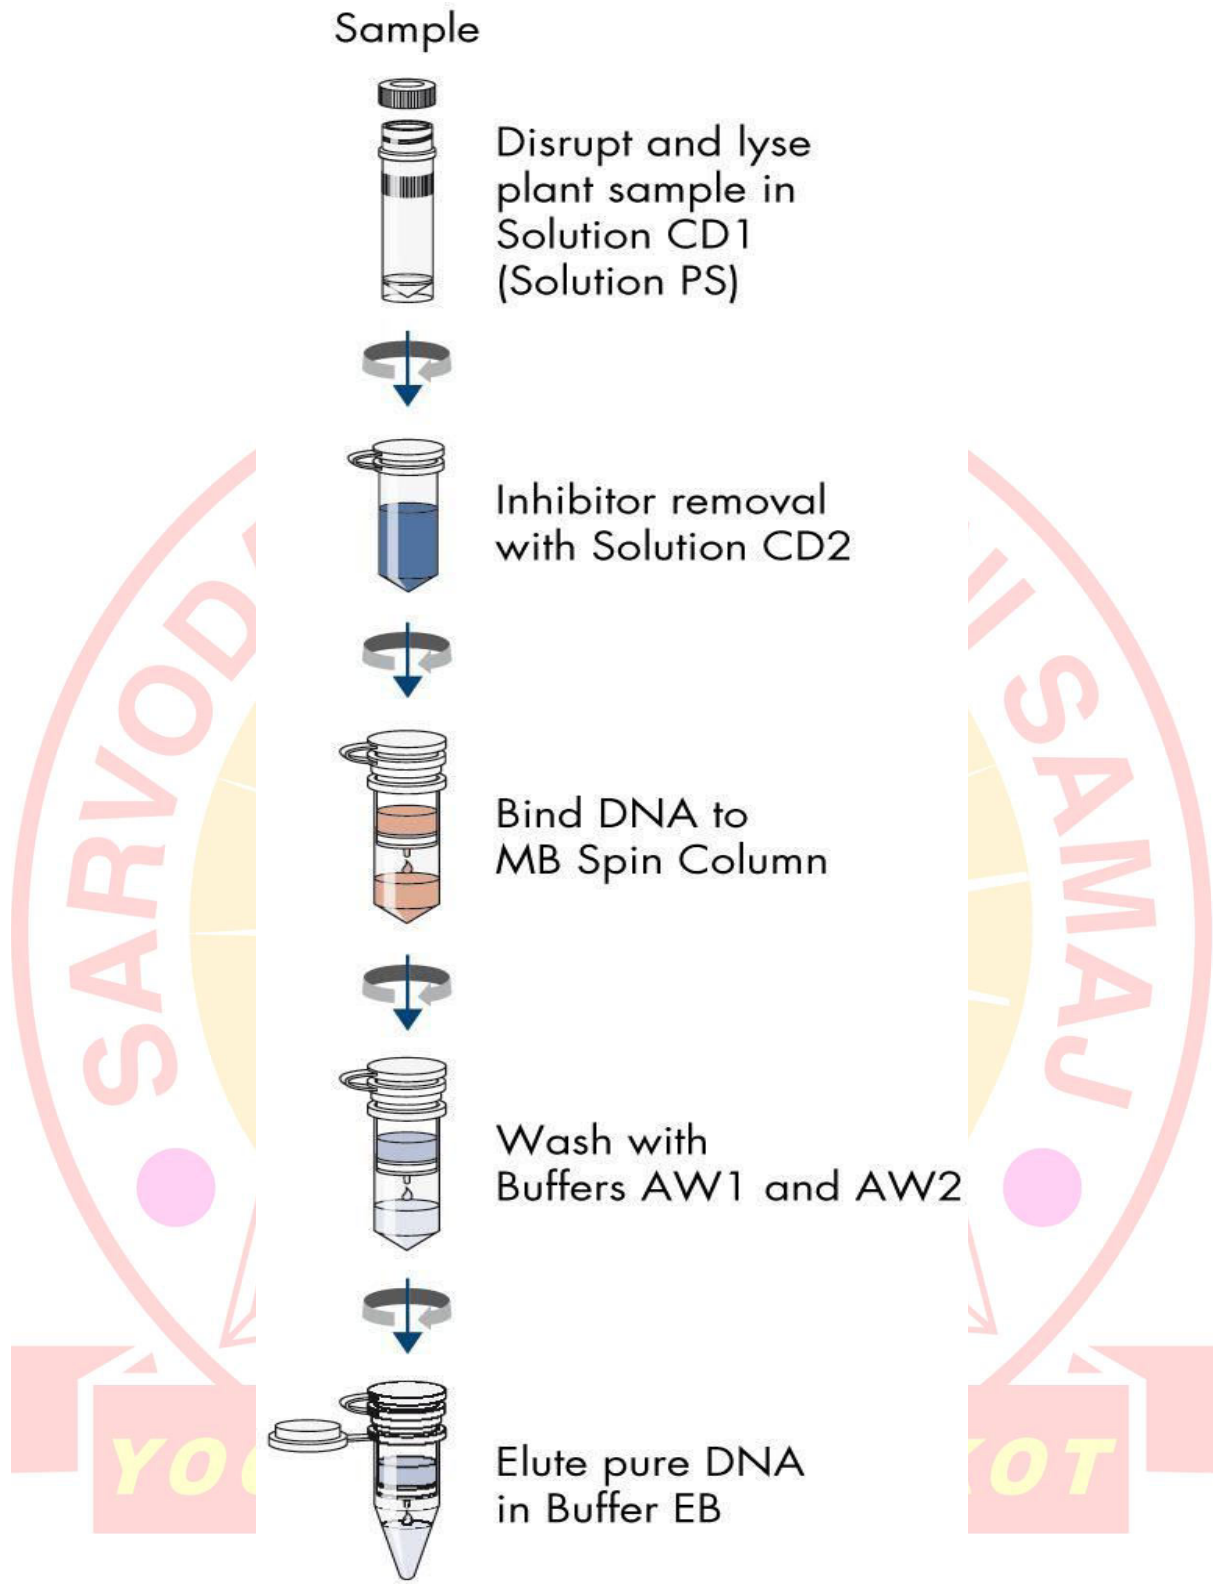 Sample
Disrupt and lyse
plant sample in
Solution CD1
(Solution PS)
Inhibitor removal
with Solution CD2
Bind DNA to
MB Spin Column
Wash with
Buffers AW1 and AW2
Elute pure DNA
in Buffer EB
SAMAJ